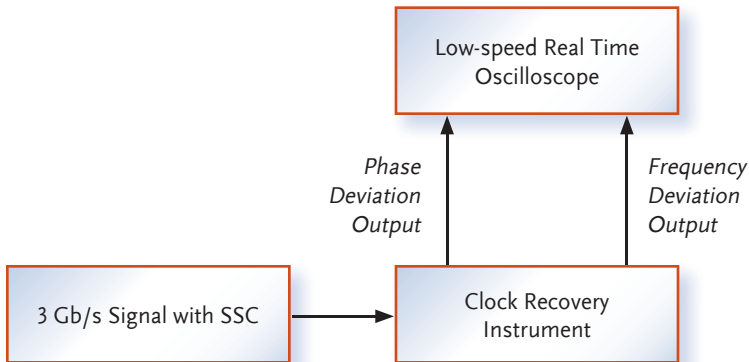 Low-speed Real Time
Oscilloscope
Phase
Deviation
Output
Frequency
Deviation
Output
3 Gb/s Signal with SSC
Clock Recovery
Instrument